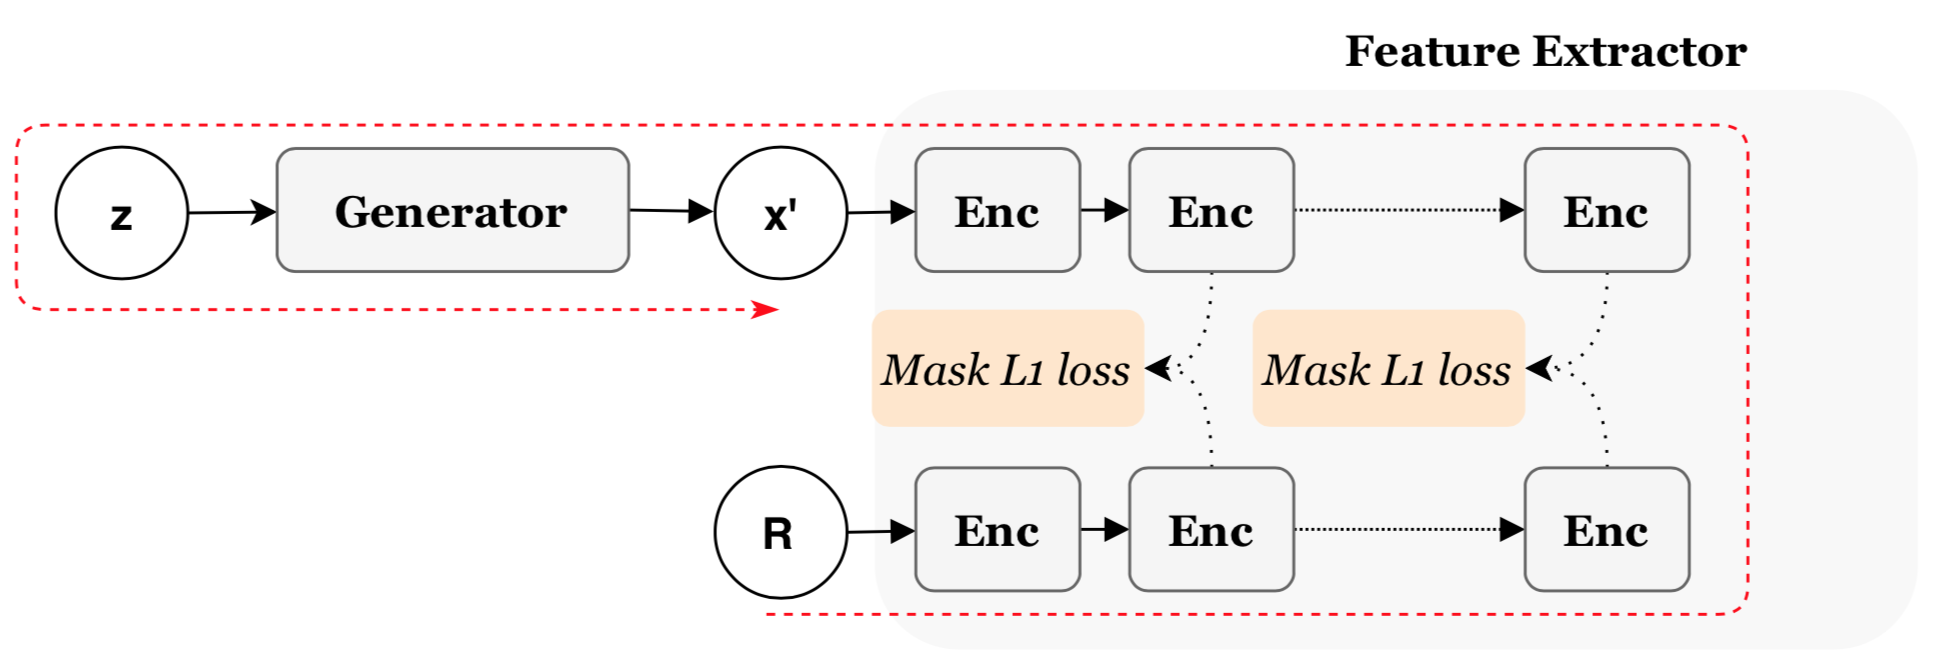 Feature Extractor
z
Generator
x'
Enc
Enc
Enc
Mask L1 loss
Mask L1 loss
R
Enc
Enc
Enc